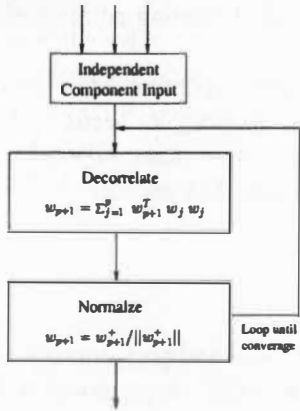 Independent
Component Input
Decorrelate
w_{p+1} = Σ_{j=1}^{p} w_{p+1}^{T} w_j w_j
Normalze
w_{p+1} = w_{p+1}^{+}/||w_{p+1}^{+}||
Loop until
converage